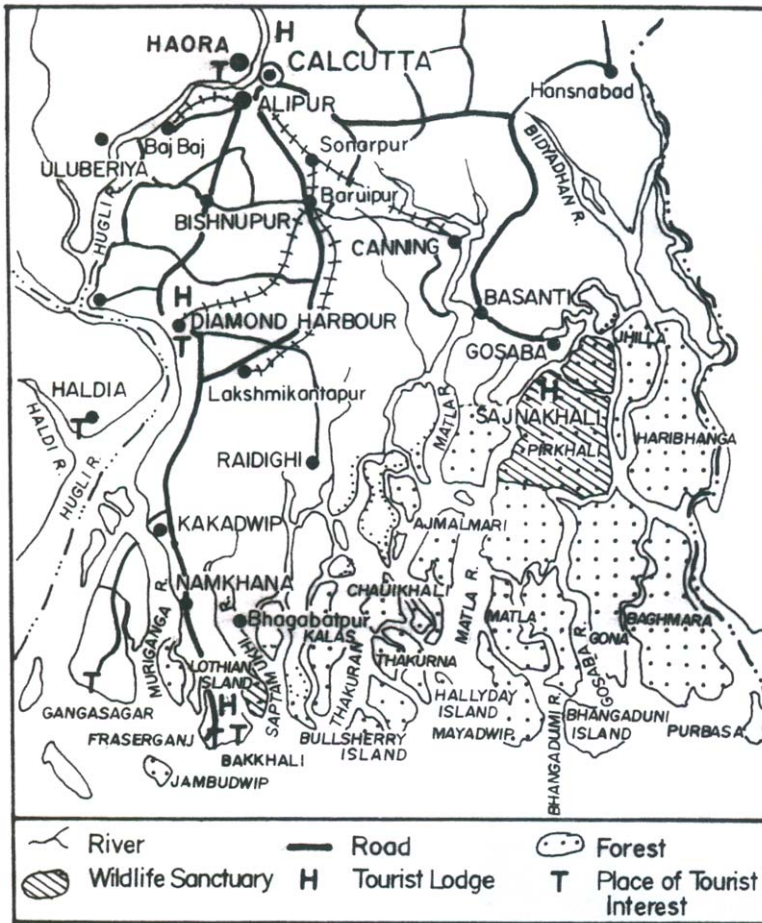 H
HAORA
T
CALCUTTA
ALIPUR
Hansnabad
Baj Baj
Sonarpur
ULUBERIYA
BIDYADHAN R.
HUGLI R.
BISHNUPUR
Baruipur
CANNING
H
DIAMOND HARBOUR
T
BASANTI
GOSABA
JHILLA
HALDIA
T
HALDI R.
Lakshmikantapur
MATLA R.
H
SAJNAKHALI
PIRKHALI
HARIBHANGA
HUGLI R.
RAIDIGHI
KAKADWIP
AJMALMARI
NAMKHANA
MURIGANGA R.
R.
Bhagabatpur
CHAUIKHALI
KALAS
MATLA R.
MATLA
BAGHMARA
GONA
GOSABA R.
LOTHIAN
ISLAND
SAPTAMUKHI
THAKURAN
THAKURNA
T
GANGASAGAR
H
T
FRASERGANJ
BAKKHALI
BULLSHERRY
ISLAND
HALLYDAY
ISLAND
MAYADWIP
BHANGADUMI R.
BHANGADUNI
ISLAND
PURBASA
JAMBUDWIP
River
Road
Forest
Wildlife Sanctuary
H Tourist Lodge
T Place of Tourist
Interest